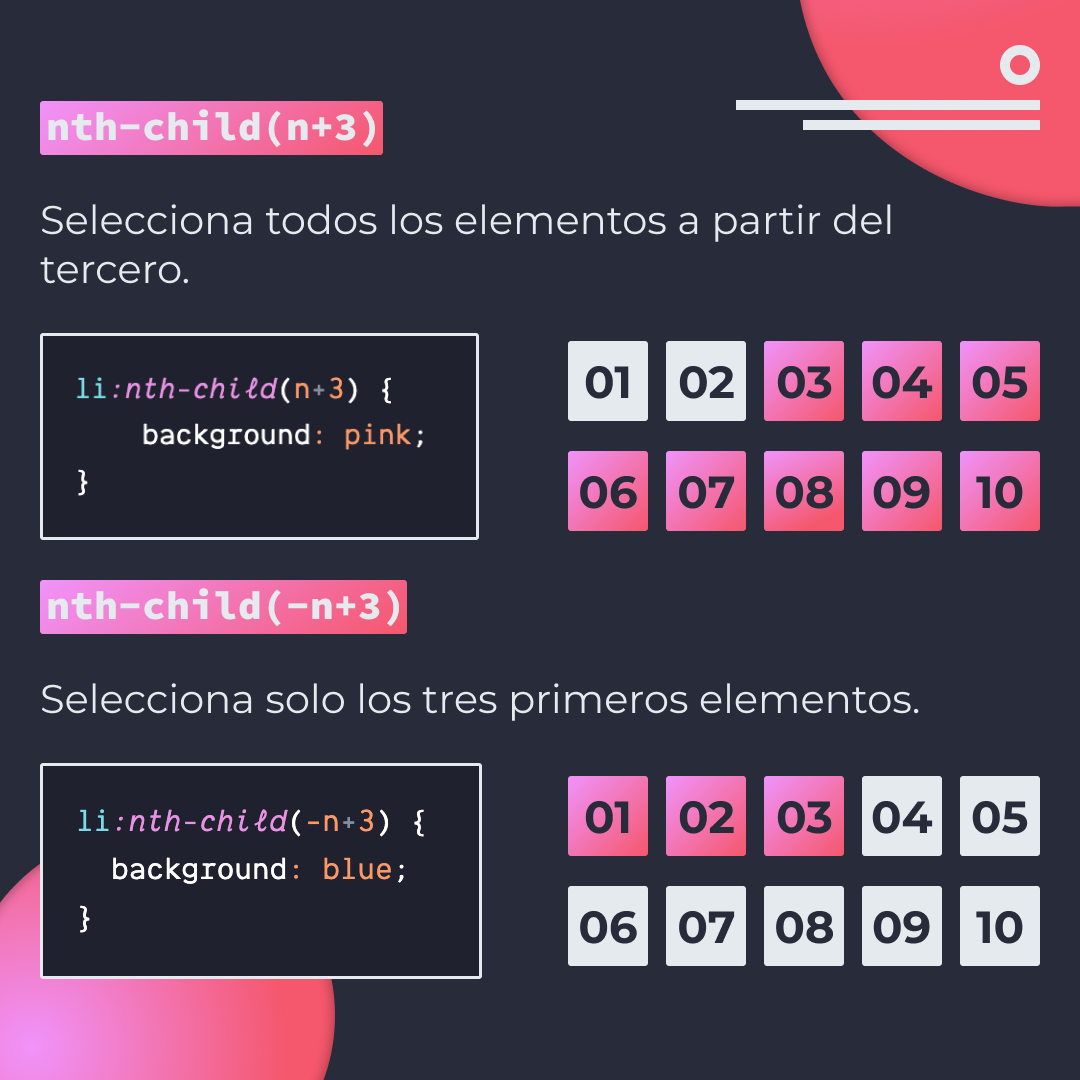 nth-child(n+3)
Selecciona todos los elementos a partir del
tercero.
li:nth-child(n+3) {
background: pink;
}
01 02 03 04 05
06 07 08 09 10
nth-child(-n+3)
Selecciona solo los tres primeros elementos.
li:nth-child(-n+3) {
background: blue;
}
01 02 03 04 05
06 07 08 09 10